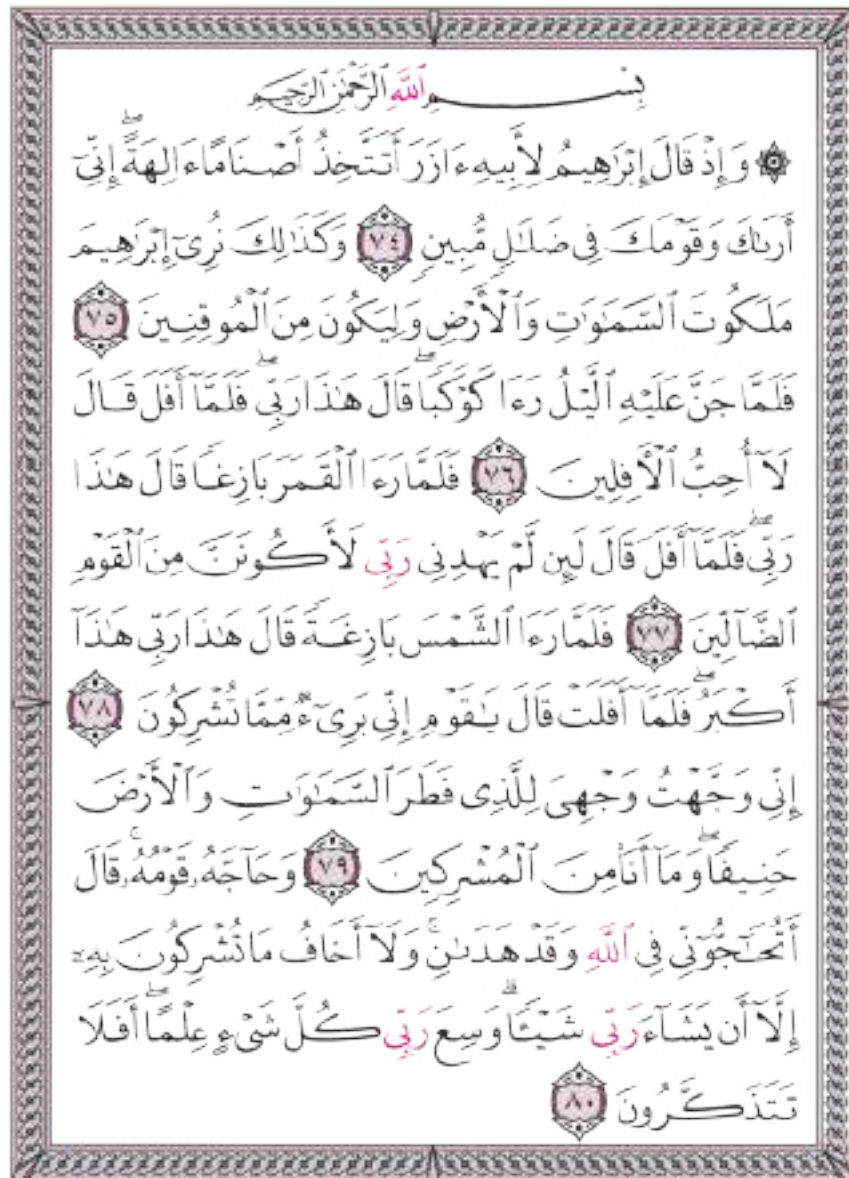 بِسْمِ ٱللَّهِ ٱلرَّحْمَٰنِ ٱلرَّحِيمِ
۞ وَإِذْ قَالَ إِبْرَٰهِيمُ لِأَبِيهِ ءَازَرَ أَتَتَّخِذُ أَصْنَامًا ءَالِهَةً ۖ إِنِّىٓ
أَرَىٰكَ وَقَوْمَكَ فِى ضَلَٰلٍ مُّبِينٍ ٧٤ وَكَذَٰلِكَ نُرِىٓ إِبْرَٰهِيمَ
مَلَكُوتَ ٱلسَّمَٰوَٰتِ وَٱلْأَرْضِ وَلِيَكُونَ مِنَ ٱلْمُوقِنِينَ ٧٥
فَلَمَّا جَنَّ عَلَيْهِ ٱلَّيْلُ رَءَا كَوْكَبًا ۖ قَالَ هَٰذَا رَبِّى ۖ فَلَمَّآ أَفَلَ قَالَ
لَآ أُحِبُّ ٱلْءَافِلِينَ ٧٦ فَلَمَّا رَءَا ٱلْقَمَرَ بَازِغًا قَالَ هَٰذَا
رَبِّى ۖ فَلَمَّآ أَفَلَ قَالَ لَئِن لَّمْ يَهْدِنِى رَبِّى لَأَكُونَنَّ مِنَ ٱلْقَوْمِ
ٱلضَّآلِّينَ ٧٧ فَلَمَّا رَءَا ٱلشَّمْسَ بَازِغَةً قَالَ هَٰذَا رَبِّى هَٰذَآ
أَكْبَرُ ۖ فَلَمَّآ أَفَلَتْ قَالَ يَٰقَوْمِ إِنِّى بَرِىٓءٌ مِّمَّا تُشْرِكُونَ ٧٨
إِنِّى وَجَّهْتُ وَجْهِىَ لِلَّذِى فَطَرَ ٱلسَّمَٰوَٰتِ وَٱلْأَرْضَ
حَنِيفًا ۖ وَمَآ أَنَا۠ مِنَ ٱلْمُشْرِكِينَ ٧٩ وَحَآجَّهُۥ قَوْمُهُۥ ۚ قَالَ
أَتُحَٰٓجُّوٓنِّى فِى ٱللَّهِ وَقَدْ هَدَىٰنِ ۚ وَلَآ أَخَافُ مَا تُشْرِكُونَ بِهِۦٓ
إِلَّآ أَن يَشَآءَ رَبِّى شَيْـًٔا ۗ وَسِعَ رَبِّى كُلَّ شَىْءٍ عِلْمًا ۗ أَفَلَا
تَتَذَكَّرُونَ ٨٠